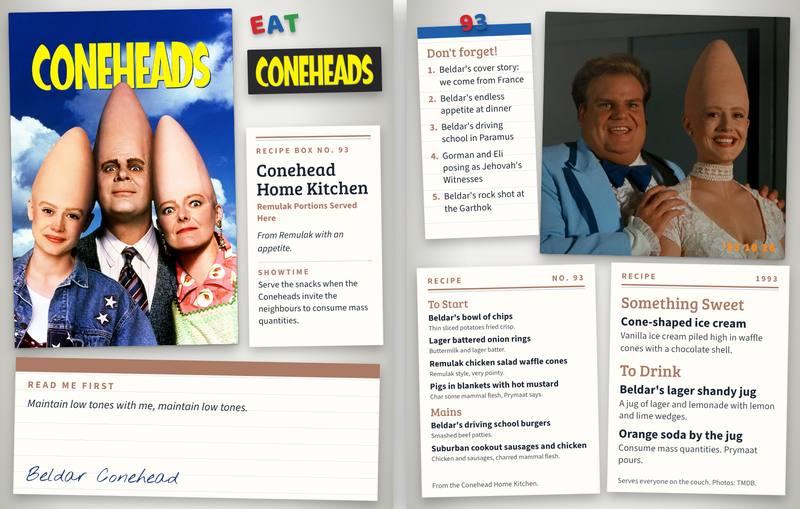 CONEHEADS
EAT
CONEHEADS
RECIPE BOX NO. 93
Conehead
Home Kitchen
Remulak Portions Served
Here
From Remulak with an
appetite.
SHOWTIME
Serve the snacks when the
Coneheads invite the
neighbours to consume mass
quantities.
READ ME FIRST
Maintain low tones with me, maintain low tones.
Beldar Conehead
93
Don't forget!
1. Beldar's cover story:
we come from France
2. Beldar's endless
appetite at dinner
3. Beldar's driving
school in Paramus
4. Gorman and Eli
posing as Jehovah's
Witnesses
5. Beldar's rock shot at
the Garthok
RECIPE NO. 93
To Start
Beldar's bowl of chips
Thin sliced potatoes fried crisp.
Lager battered onion rings
Buttermilk and lager batter.
Remulak chicken salad waffle cones
Remulak style, very pointy.
Pigs in blankets with hot mustard
Char some mammal flesh, Prymaat says.
Mains
Beldar's driving school burgers
Smashed beef patties.
Suburban cookout sausages and chicken
Chicken and sausages, charred mammal flesh.
From the Conehead Home Kitchen.
RECIPE 1993
Something Sweet
Cone-shaped ice cream
Vanilla ice cream piled high in waffle
cones with a chocolate shell.
To Drink
Beldar's lager shandy jug
A jug of lager and lemonade with lemon
and lime wedges.
Orange soda by the jug
Consume mass quantities. Prymaat
pours.
Serves everyone on the couch. Photos: TMDB.